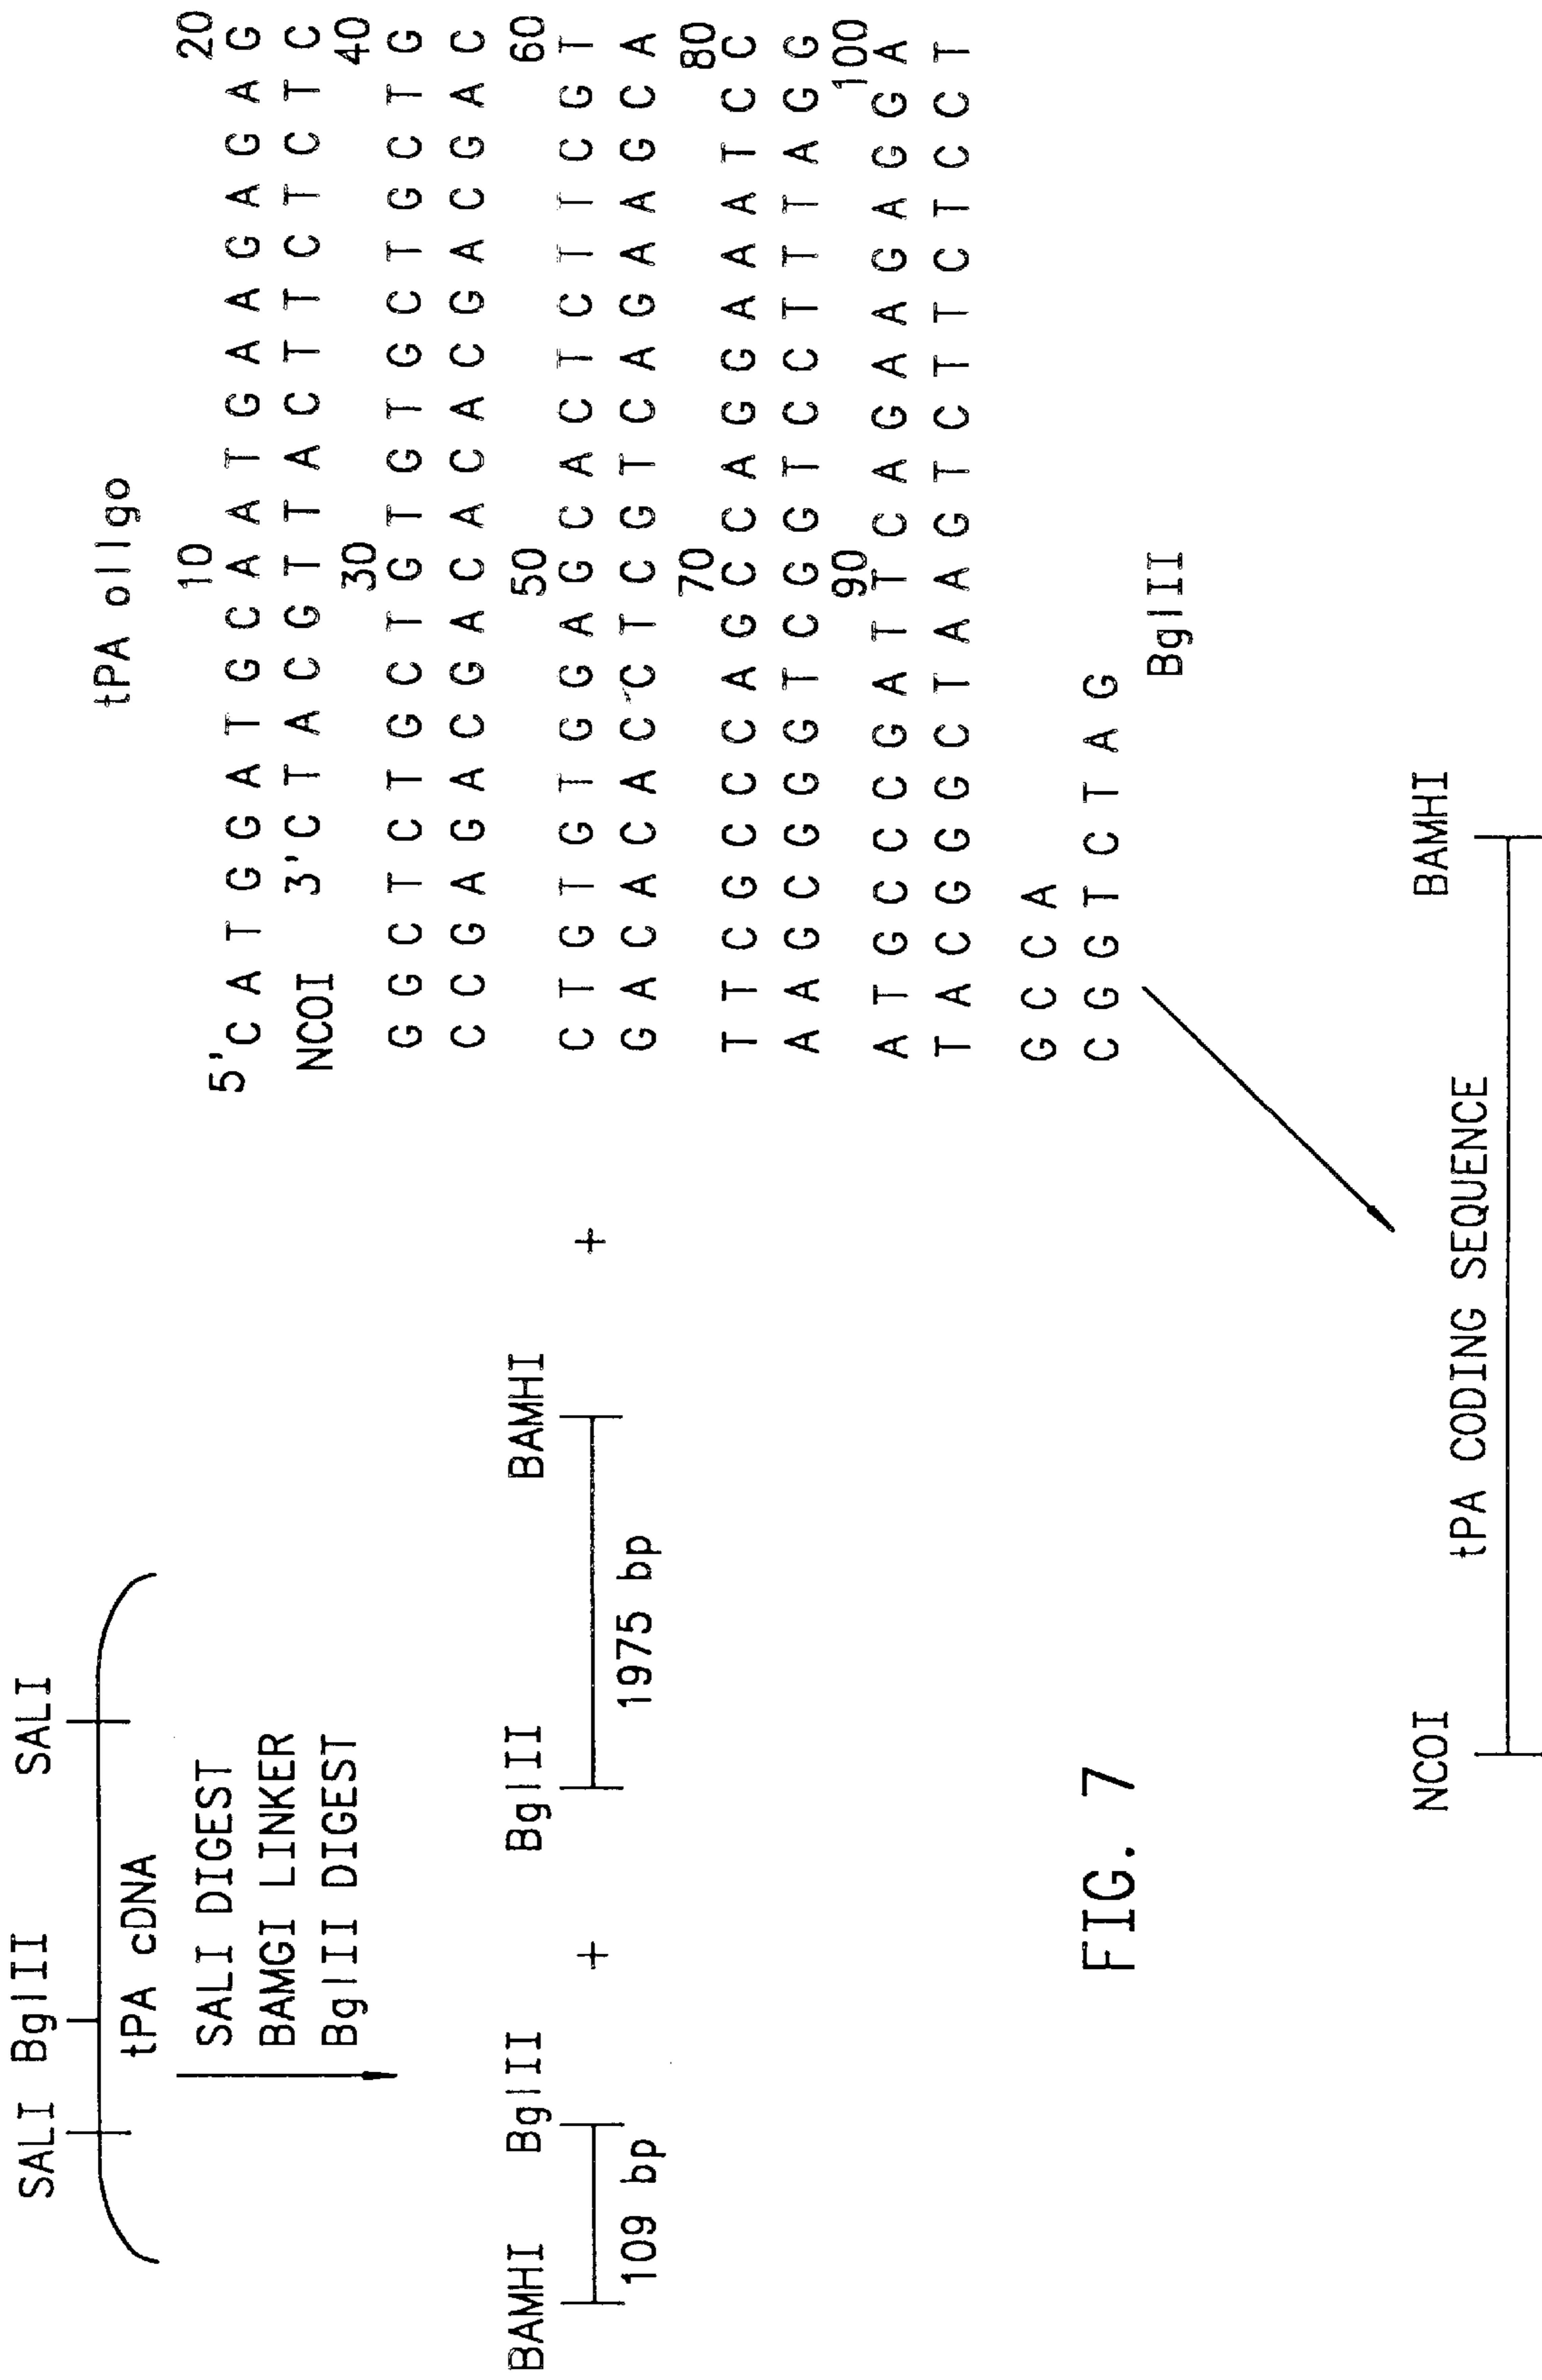 SALI BglII SALI
tPA cDNA
SALI DIGEST
BAMGI LINKER
BglII DIGEST
BAMHI BglII + BglII BAMHI +
109 bp 1975 bp
tPA oligo
10 20
5'C A T G G A T G C A A T G A A G A G A G
NCOI 3'C T A C G T T A C T T C T C T C
30 40
G G C T C T G C T G T G T G C T G C T G
C C G A G A C G A C A C A C G A C G A C
50 60
C T G T G T G G A G C A C T C T T C G T
G A C A C A C C T C G T C A G A A G C A
70 80
T T C G C C C A G C C A G G A A A T C C
A A G C G G G T C G G T C C T T T A G G
90 100
A T G C C C G A T T C A G A A G A G G A
T A C G G G C T A A G T C T T C T C C T
G C C A
C G G T C T A G
BglII
FIG. 7
NCOI BAMHI
tPA CODING SEQUENCE